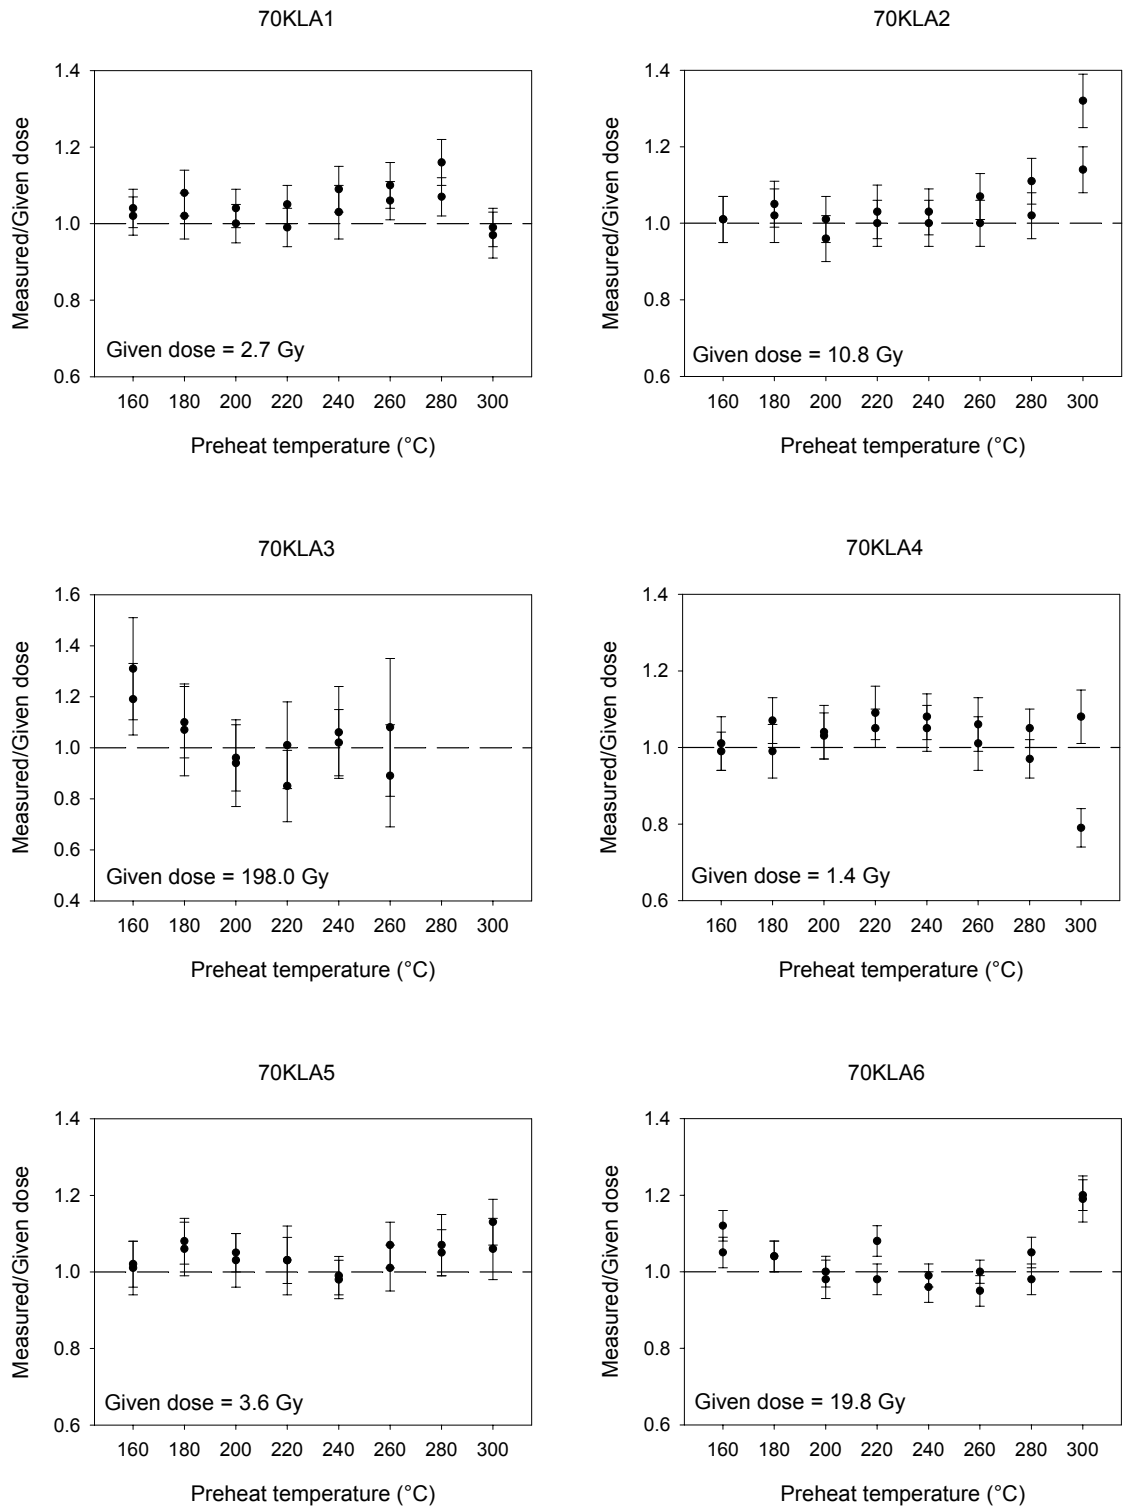 70KLA1
Measured/Given dose
1.4
1.2
1.0
0.8
0.6
Given dose = 2.7 Gy
160 180 200 220 240 260 280 300
Preheat temperature (°C)
70KLA2
Measured/Given dose
1.4
1.2
1.0
0.8
0.6
Given dose = 10.8 Gy
160 180 200 220 240 260 280 300
Preheat temperature (°C)
70KLA3
Measured/Given dose
1.6
1.4
1.2
1.0
0.8
0.6
0.4
Given dose = 198.0 Gy
160 180 200 220 240 260 280 300
Preheat temperature (°C)
70KLA4
Measured/Given dose
1.4
1.2
1.0
0.8
0.6
Given dose = 1.4 Gy
160 180 200 220 240 260 280 300
Preheat temperature (°C)
70KLA5
Measured/Given dose
1.4
1.2
1.0
0.8
0.6
Given dose = 3.6 Gy
160 180 200 220 240 260 280 300
Preheat temperature (°C)
70KLA6
Measured/Given dose
1.4
1.2
1.0
0.8
0.6
Given dose = 19.8 Gy
160 180 200 220 240 260 280 300
Preheat temperature (°C)